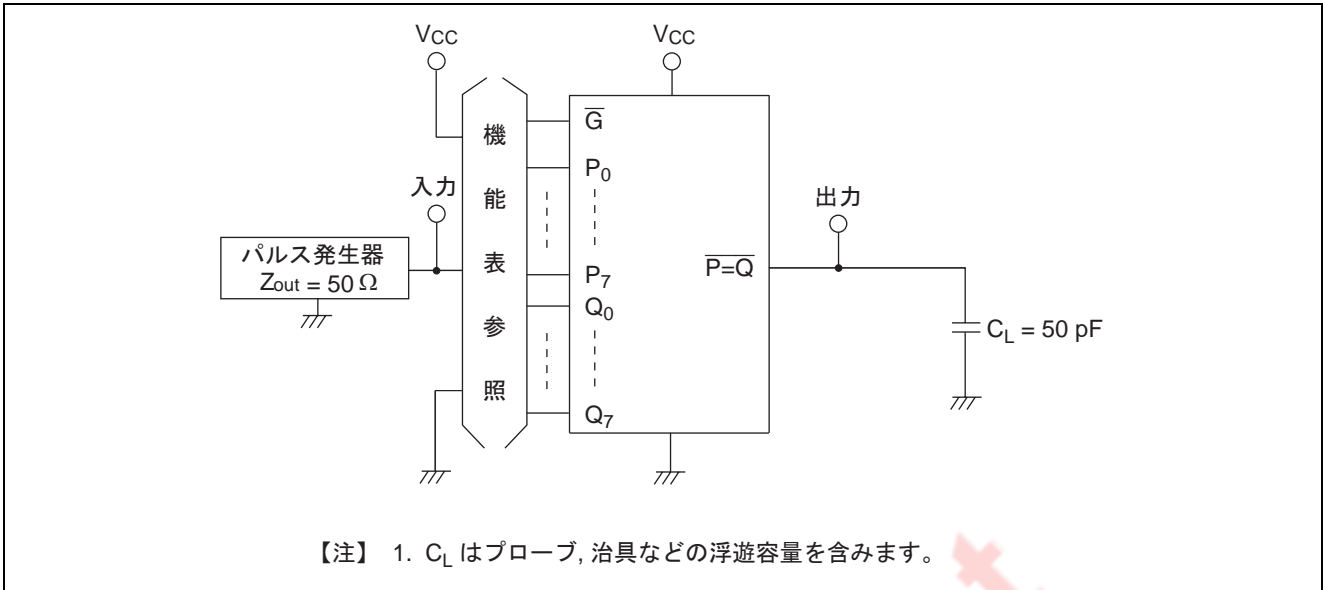 VCC
VCC
機能表参照
G̅
P0
入力
出力
パルス発生器
Zout = 50 Ω
P7
P̅=̅Q̅
Q0
CL = 50 pF
Q7
【注】 1. CL はプローブ, 治具などの浮遊容量を含みます。